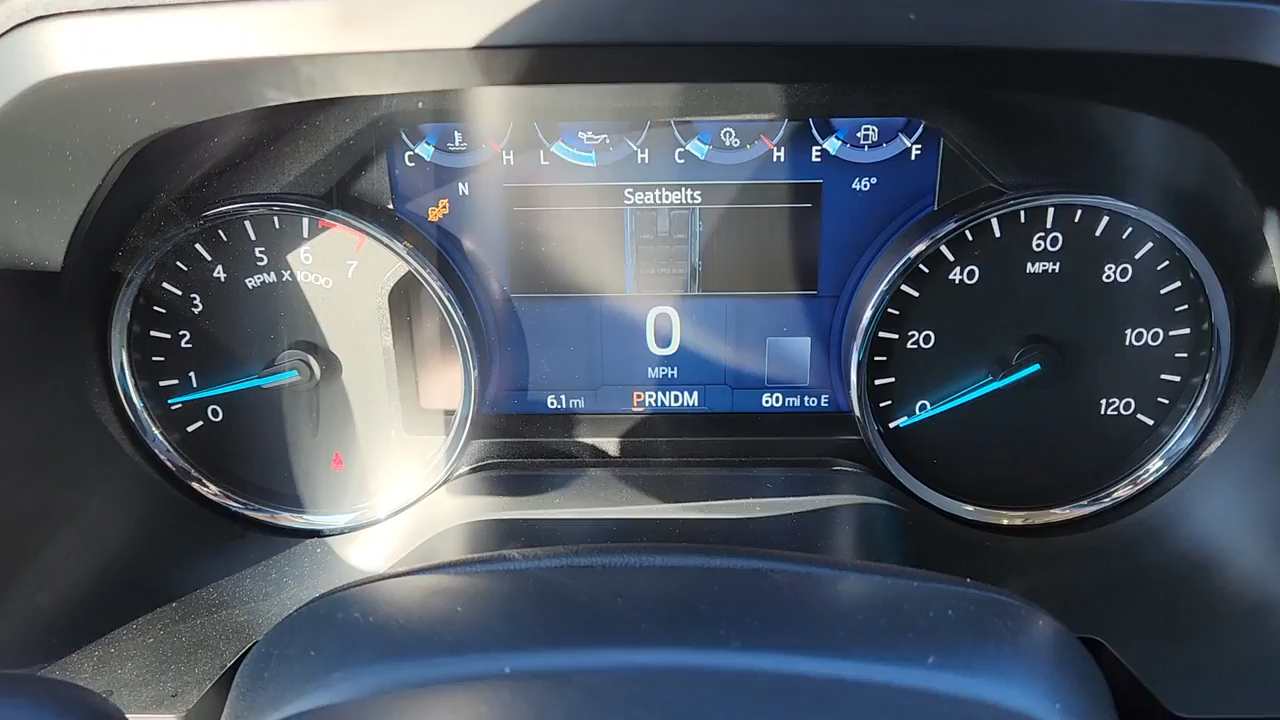 C H L H C H E F
N
46°
Seatbelts
0
MPH
6.1 mi
PRNDM
60 mi to E
0 1 2 3 4 5 6 7
RPM X 1000
0 20 40 60 80 100 120
MPH